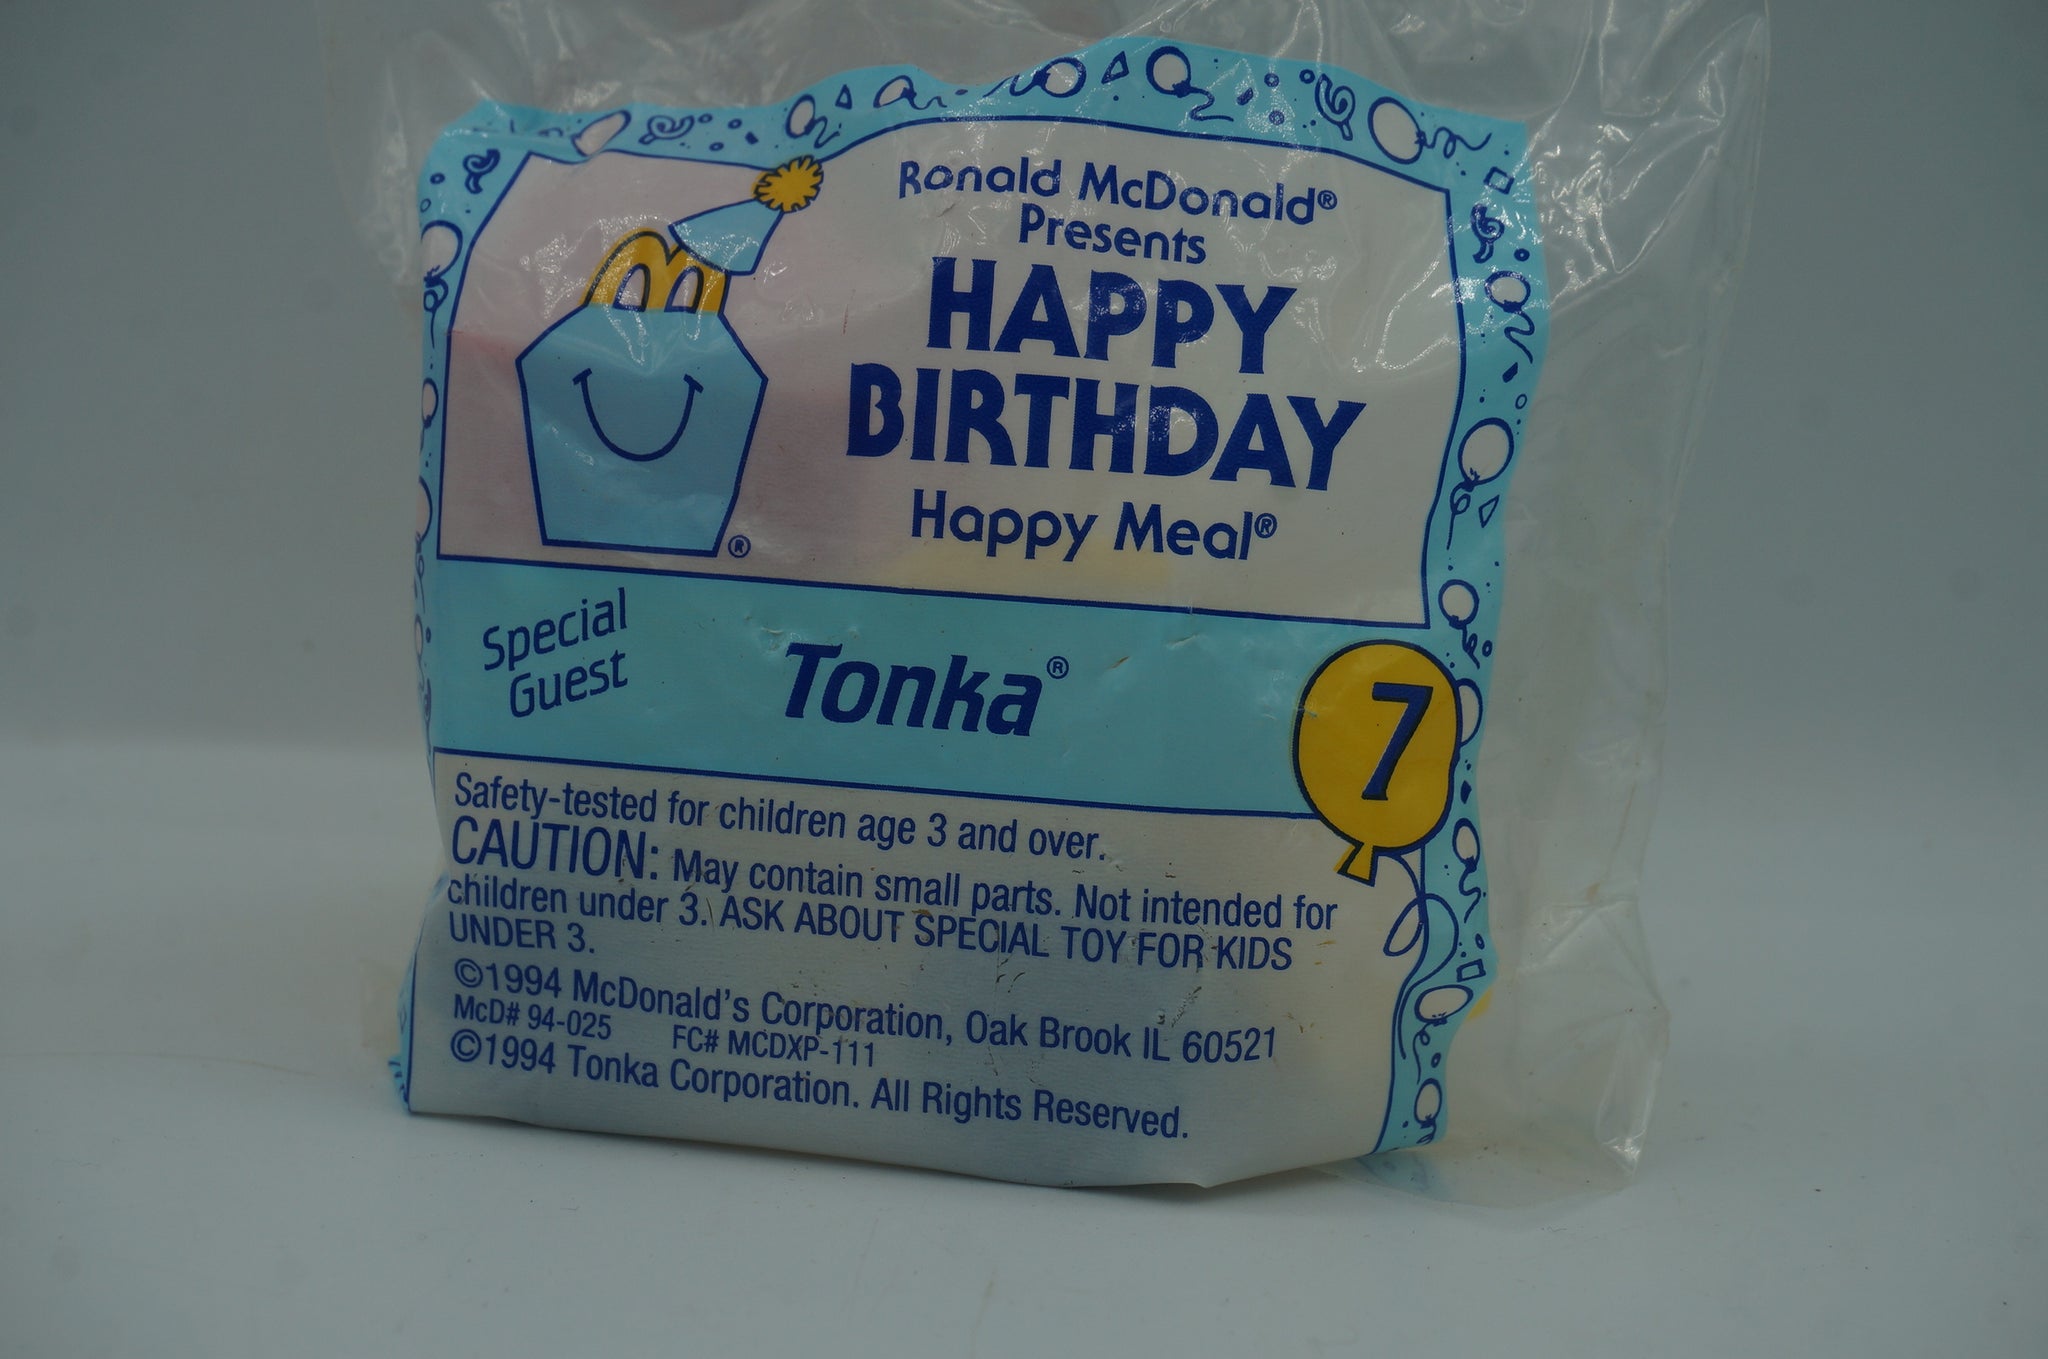 Ronald McDonald®
Presents
HAPPY
BIRTHDAY
Happy Meal®
®
Special
Guest
Tonka®
7
Safety-tested for children age 3 and over.
CAUTION: May contain small parts. Not intended for
children under 3. ASK ABOUT SPECIAL TOY FOR KIDS
UNDER 3.
©1994 McDonald's Corporation, Oak Brook IL 60521
McD# 94-025 FC# MCDXP-111
©1994 Tonka Corporation. All Rights Reserved.